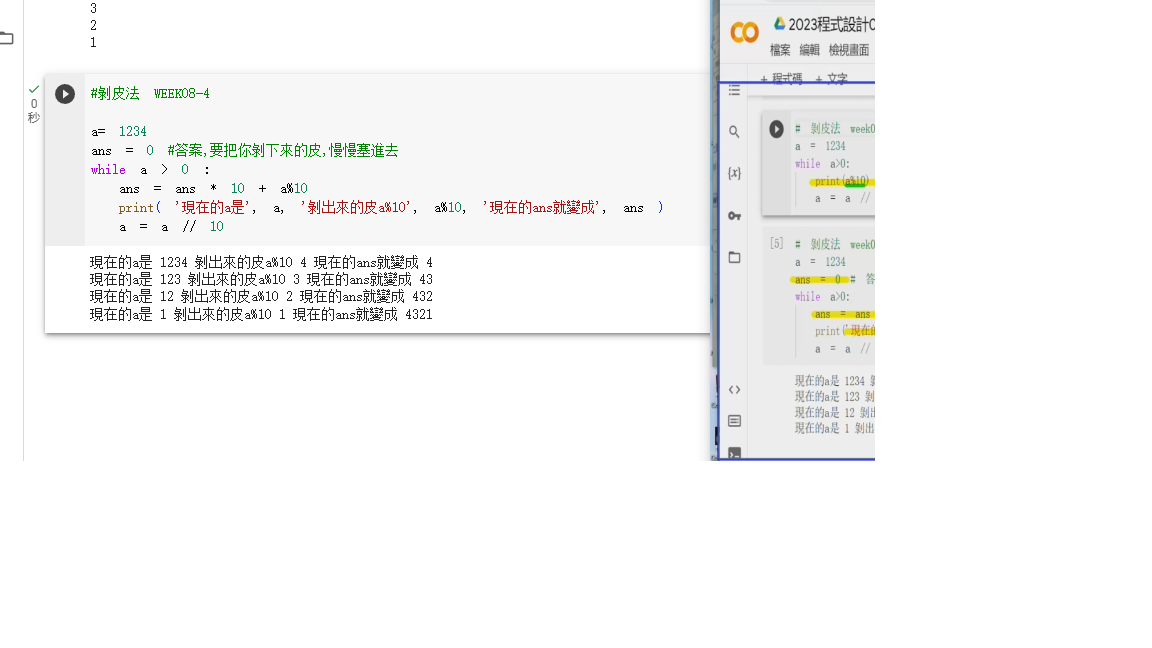 3
2
1
0
秒
#剝皮法 WEEK08-4
a= 1234
ans = 0 #答案,要把你剝下來的皮,慢慢塞進去
while a > 0 :
ans = ans * 10 + a%10
print( '現在的a是', a, '剝出來的皮a%10', a%10, '現在的ans就變成', ans )
a = a // 10
現在的a是 1234 剝出來的皮a%10 4 現在的ans就變成 4
現在的a是 123 剝出來的皮a%10 3 現在的ans就變成 43
現在的a是 12 剝出來的皮a%10 2 現在的ans就變成 432
現在的a是 1 剝出來的皮a%10 1 現在的ans就變成 4321
2023程式設計
檔案 編輯 檢視畫面
+ 程式碼 + 文字
# 剝皮法 week0
a = 1234
while a>0:
print(a%10)
a = a //
[5]
# 剝皮法 week0
a = 1234
ans = 0 # 答
while a>0:
ans = ans
print('現在的
a = a //
現在的a是 1234 剝
現在的a是 123 剝
現在的a是 12 剝出
現在的a是 1 剝出